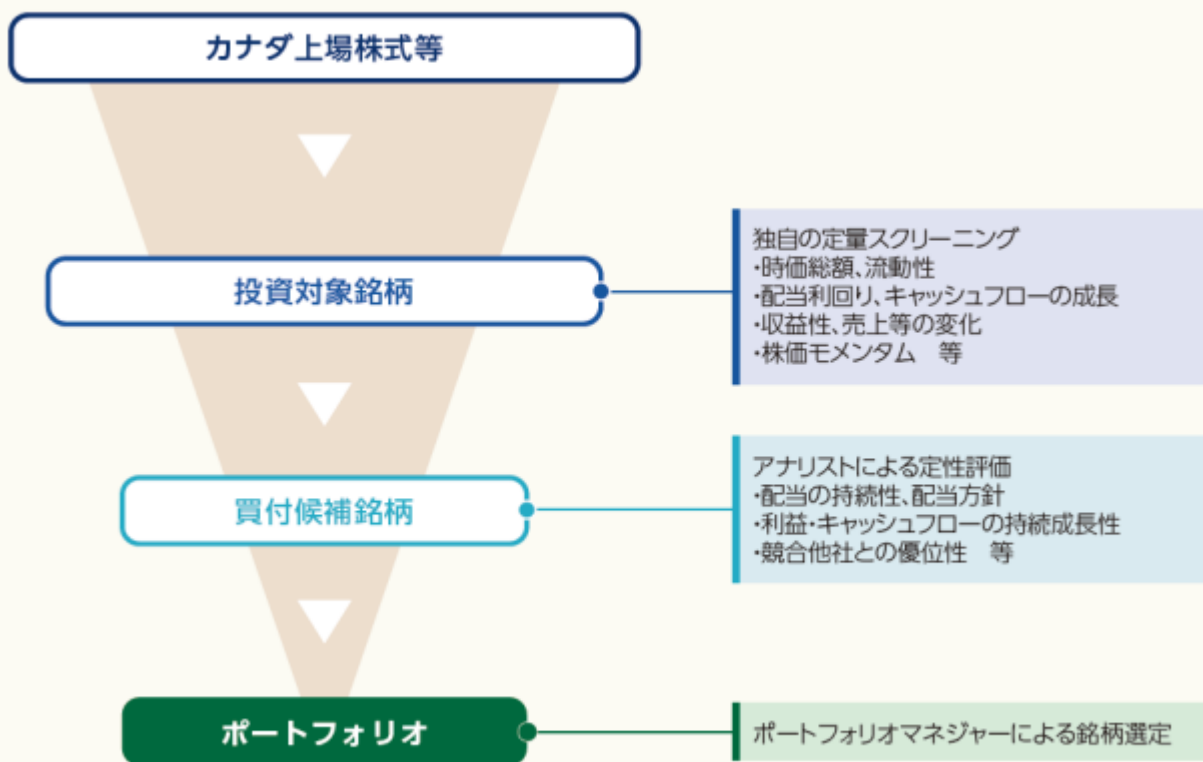 カナダ上場株式等
投資対象銘柄
独自の定量スクリーニング
・時価総額、流動性
・配当利回り、キャッシュフローの成長
・収益性、売上等の変化
・株価モメンタム　等
買付候補銘柄
アナリストによる定性評価
・配当の持続性、配当方針
・利益・キャッシュフローの持続成長性
・競合他社との優位性　等
ポートフォリオ
ポートフォリオマネジャーによる銘柄選定